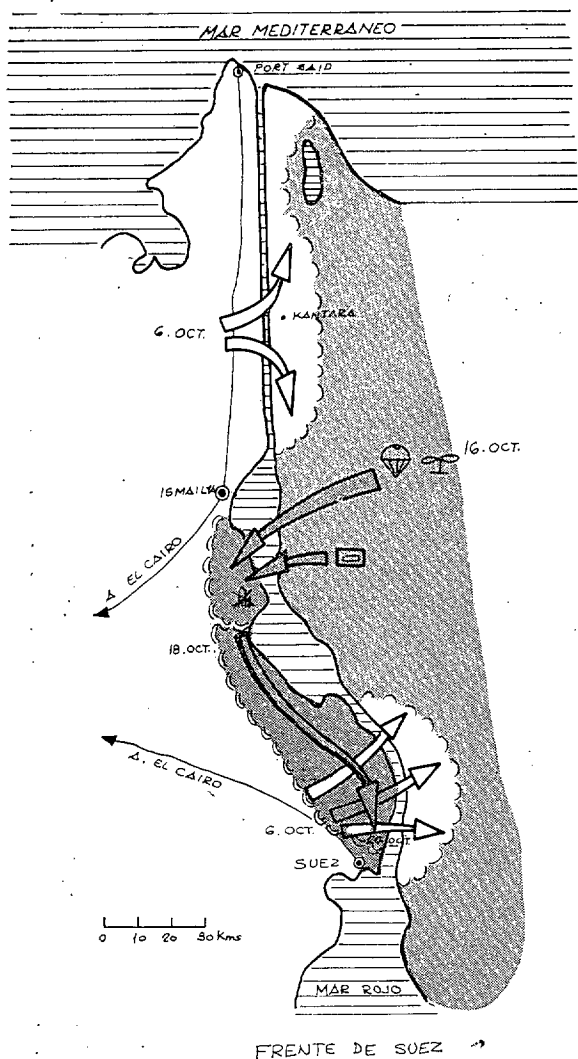 MAR MEDITERRANEO
PORT SAID
KANTARA
6. OCT.
16. OCT.
ISMAILIA
A EL CAIRO
18. OCT.
A. EL CAIRO
6. OCT.
OCT.
SUEZ
0 10 20 30 Kms
MAR ROJO
FRENTE DE SUEZ